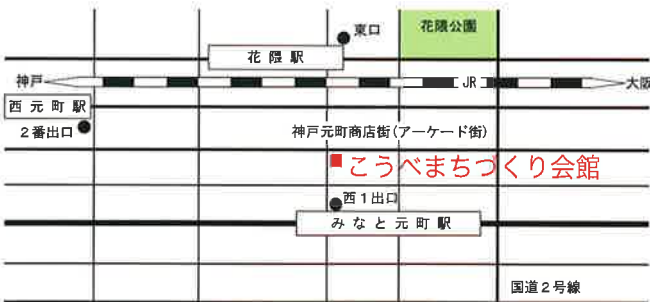 東口
花隈公園
花隈駅
神戸
JR
大阪
西元町駅
2番出口
神戸元町商店街(アーケード街)
こうべまちづくり会館
西1出口
みなと元町駅
国道2号線